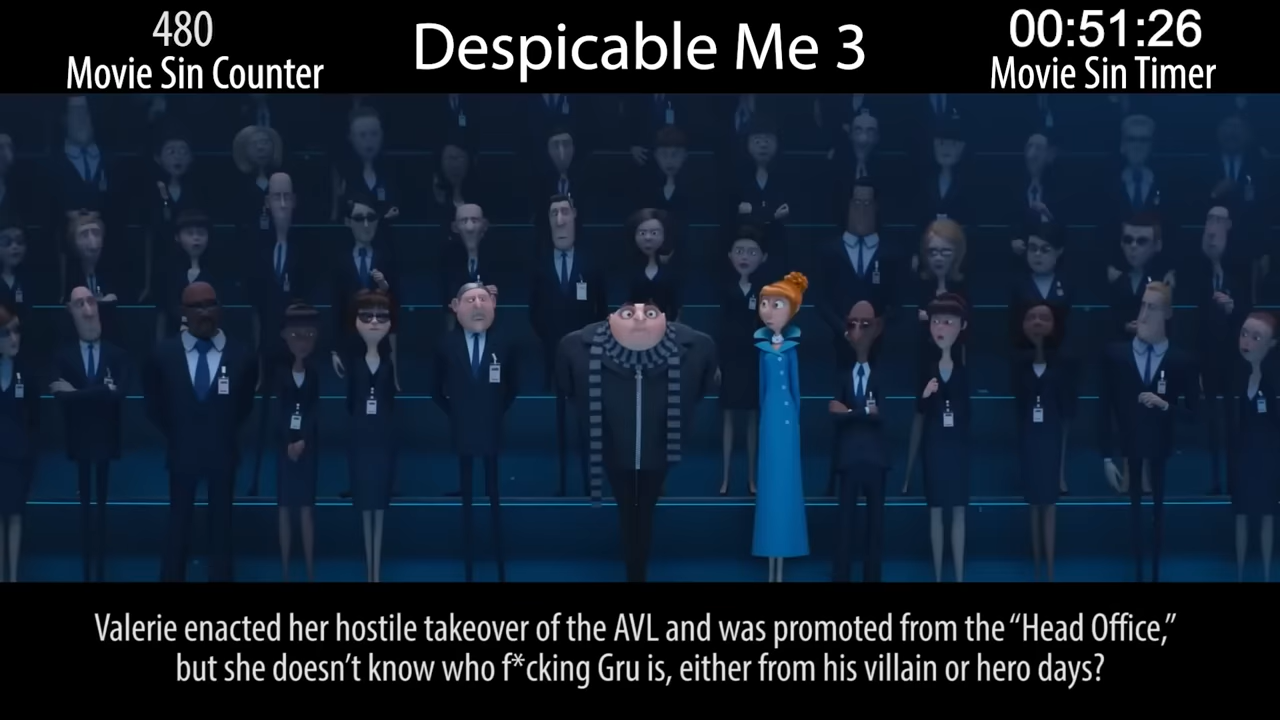 480
Movie Sin Counter
Despicable Me 3
00:51:26
Movie Sin Timer
Valerie enacted her hostile takeover of the AVL and was promoted from the “Head Office,”
but she doesn’t know who f*cking Gru is, either from his villain or hero days?